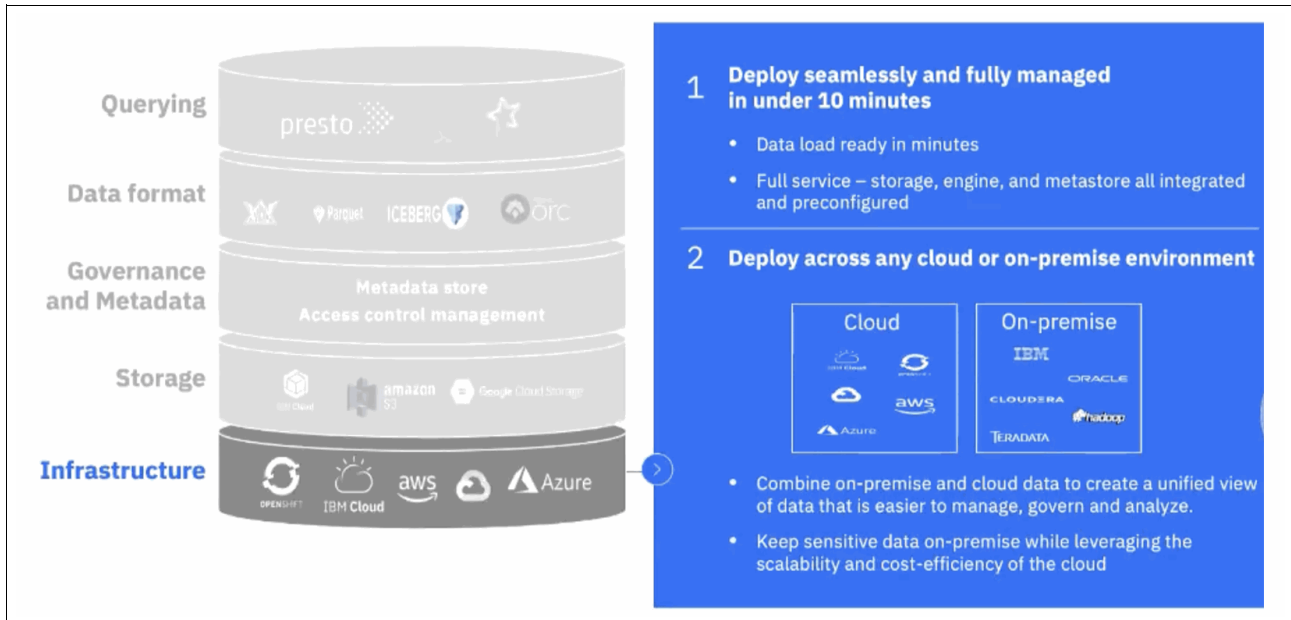 Querying
presto
Data format
Parquet
ICEBERG
orc
Governance
and Metadata
Metadata store
Access control management
Storage
IBM Cloud
amazon
S3
Google Cloud Storage
Infrastructure
OPENSHIFT
IBM Cloud
aws
Azure
1
Deploy seamlessly and fully managed
in under 10 minutes
• Data load ready in minutes
• Full service – storage, engine, and metastore all integrated
and preconfigured
2
Deploy across any cloud or on-premise environment
Cloud
IBM Cloud
OPENSHIFT
aws
Azure
On-premise
IBM
ORACLE
CLOUDERA
hadoop
TERADATA
• Combine on-premise and cloud data to create a unified view
of data that is easier to manage, govern and analyze.
• Keep sensitive data on-premise while leveraging the
scalability and cost-efficiency of the cloud